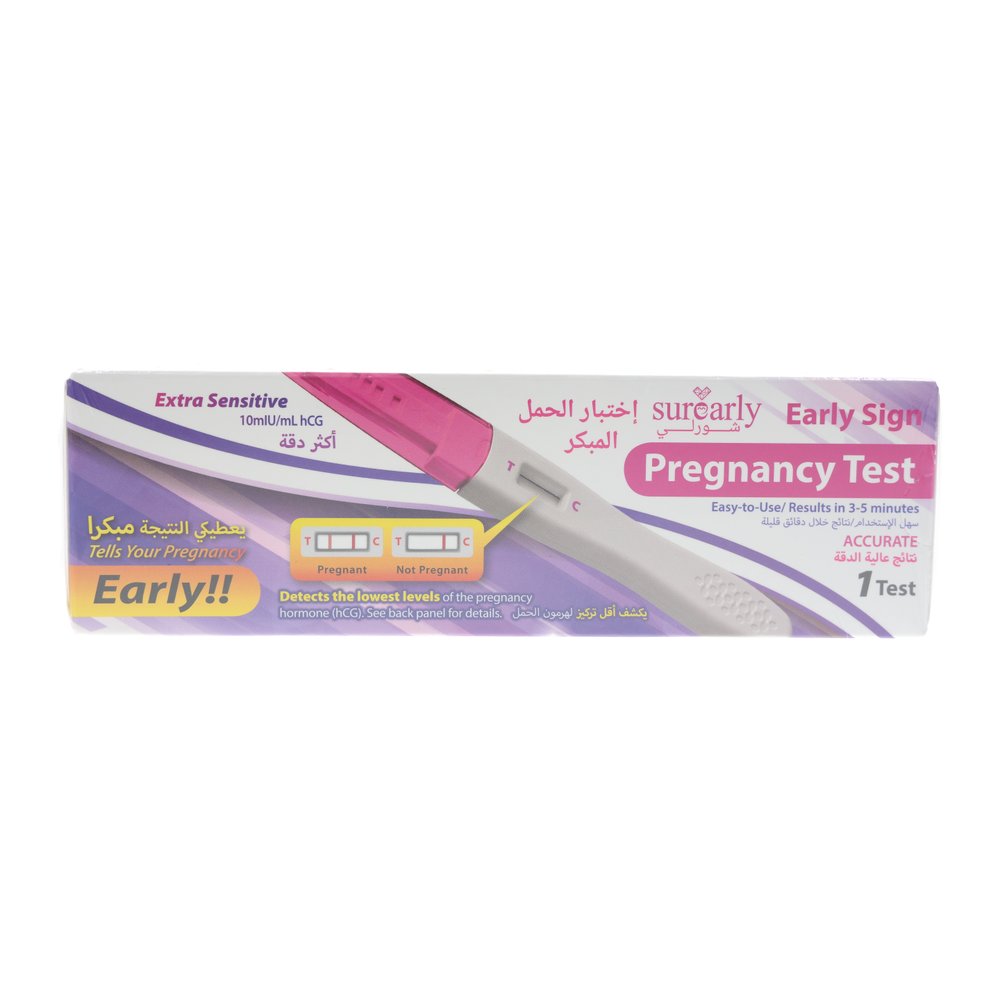 Extra Sensitive
10mIU/mL hCG
أكثر دقة
يعطيكي النتيجة مبكرا
Tells Your Pregnancy
Early!!
T C
Pregnant
T C
Not Pregnant
Detects the lowest levels of the pregnancy
hormone (hCG). See back panel for details.
يكشف أقل تركيز لهرمون الحمل
T
C
إختبار الحمل
المبكر
surearly
شورلي
Early Sign
Pregnancy Test
Easy-to-Use/ Results in 3-5 minutes
سهل الإستخدام/نتائج خلال دقائق قليلة
ACCURATE
نتائج عالية الدقة
1 Test